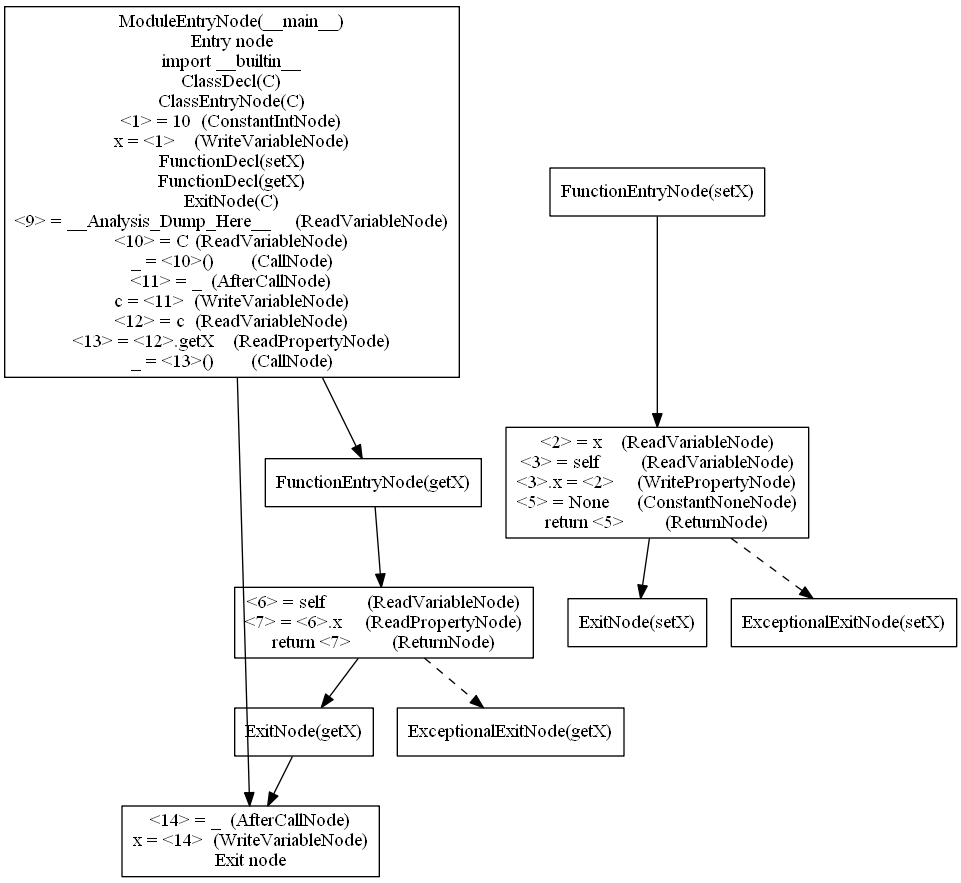 ModuleEntryNode(__main__)
Entry node
import __builtin__
ClassDecl(C)
ClassEntryNode(C)
<1> = 10 (ConstantIntNode)
x = <1> (WriteVariableNode)
FunctionDecl(setX)
FunctionDecl(getX)
ExitNode(C)
<9> = __Analysis_Dump_Here__ (ReadVariableNode)
<10> = C (ReadVariableNode)
_ = <10>() (CallNode)
<11> = _ (AfterCallNode)
c = <11> (WriteVariableNode)
<12> = c (ReadVariableNode)
<13> = <12>.getX (ReadPropertyNode)
_ = <13>() (CallNode)
FunctionEntryNode(setX)
<2> = x (ReadVariableNode)
<3> = self (ReadVariableNode)
<3>.x = <2> (WritePropertyNode)
<5> = None (ConstantNoneNode)
return <5> (ReturnNode)
FunctionEntryNode(getX)
<6> = self (ReadVariableNode)
<7> = <6>.x (ReadPropertyNode)
return <7> (ReturnNode)
ExitNode(setX)
ExceptionalExitNode(setX)
ExitNode(getX)
ExceptionalExitNode(getX)
<14> = _ (AfterCallNode)
x = <14> (WriteVariableNode)
Exit node